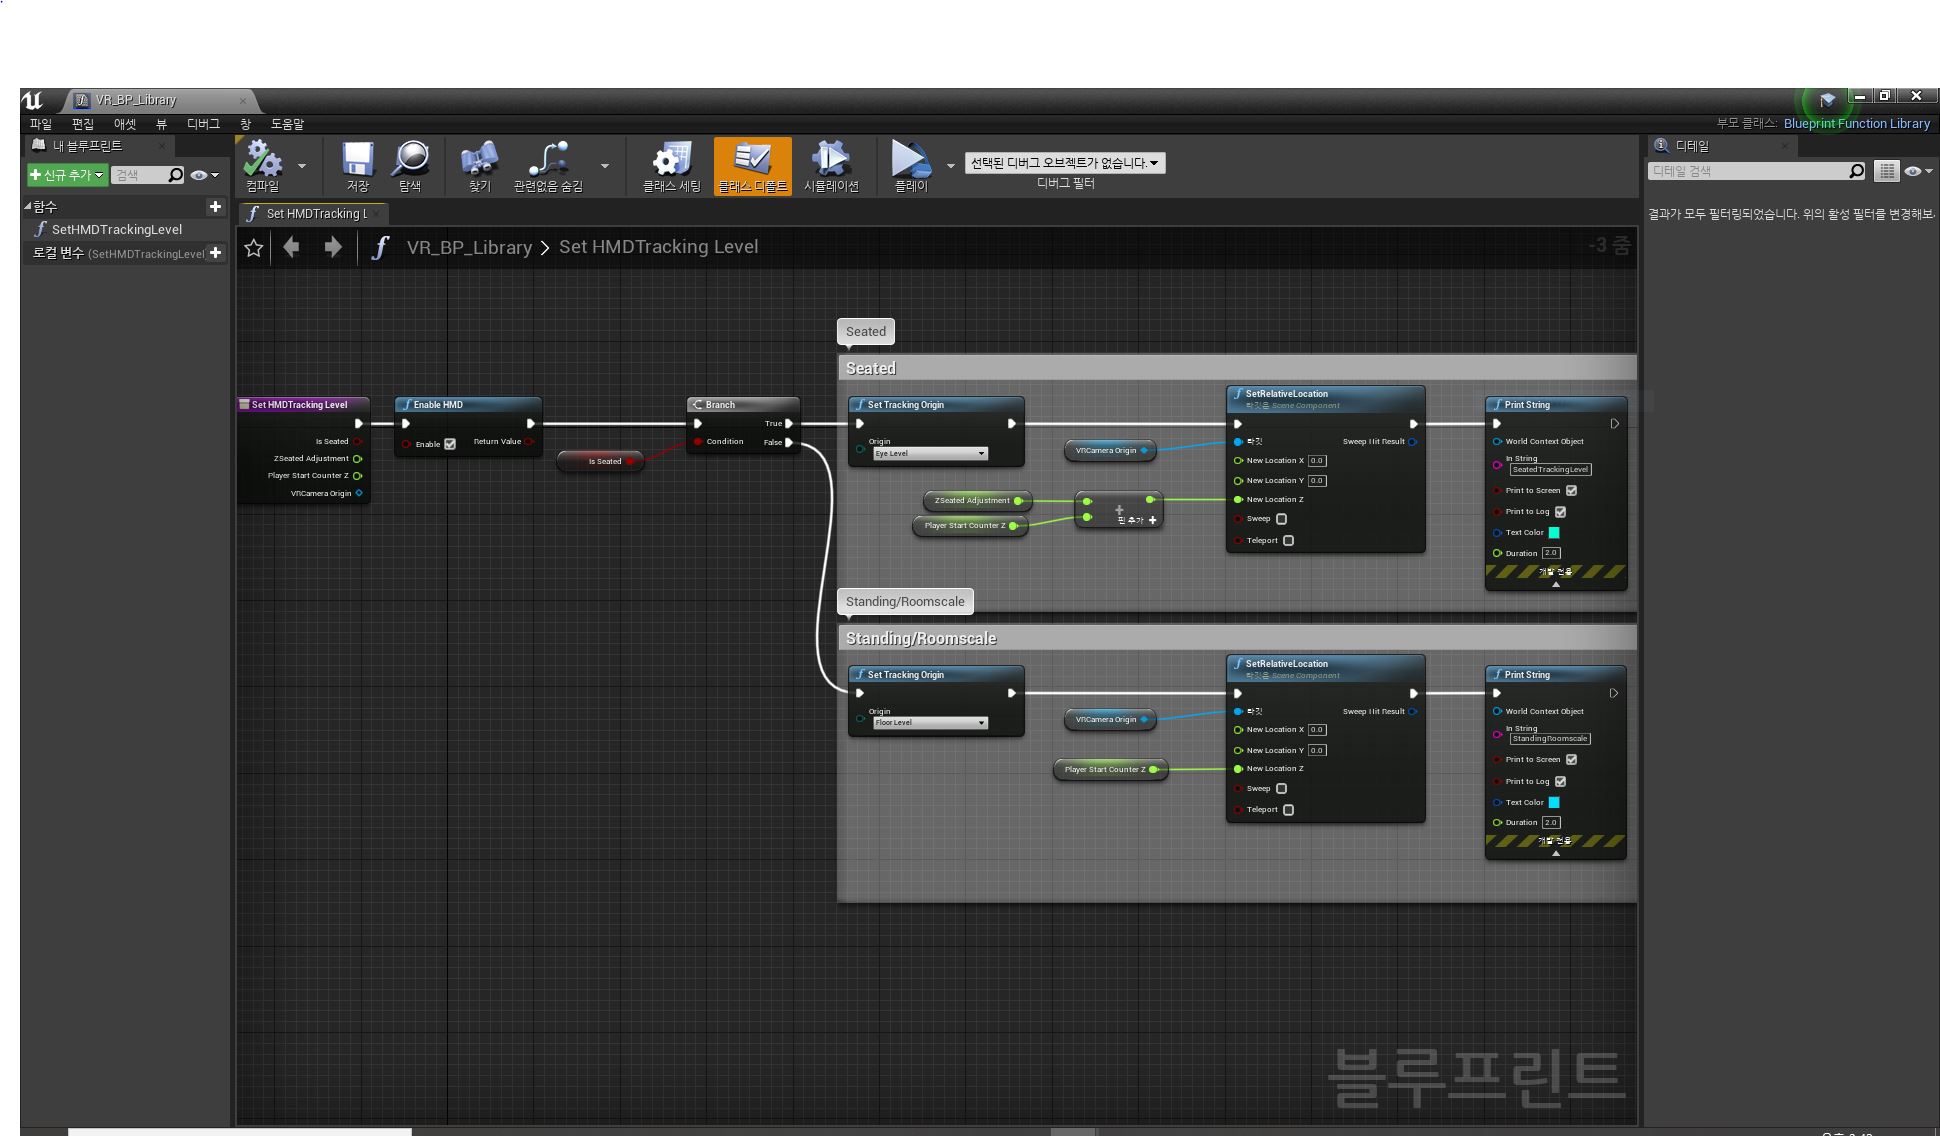 VR_BP_Library
파일 편집 애셋 뷰 디버그 창 도움말
부모 클래스: Blueprint Function Library
내 블루프린트
신규 추가
검색
함수
SetHMDTrackingLevel
로컬 변수 (SetHMDTrackingLevel
컴파일 저장 탐색 찾기 관련없음 숨김 클래스 세팅 클래스 디폴트 시뮬레이션 플레이
선택된 디버그 오브젝트가 없습니다.
디버그 필터
디테일
디테일 검색
결과가 모두 필터링되었습니다. 위의 활성 필터를 변경해보
Set HMDTracking L
VR_BP_Library > Set HMDTracking Level
-3 줌
Set HMDTracking Level
Is Seated
ZSeated Adjustment
Player Start Counter Z
VRCamera Origin
Enable HMD
Enable
Return Value
Is Seated
Branch
True
Condition
False
Seated
Seated
Set Tracking Origin
Origin
Eye Level
VRCamera Origin
ZSeated Adjustment
Player Start Counter Z
핀 추가
SetRelativeLocation
타깃은 Scene Component
타깃
Sweep Hit Result
New Location X 0.0
New Location Y 0.0
New Location Z
Sweep
Teleport
Print String
World Context Object
In String
SeatedTrackingLevel
Print to Screen
Print to Log
Text Color
Duration 2.0
개발 전용
Standing/Roomscale
Standing/Roomscale
Set Tracking Origin
Origin
Floor Level
VRCamera Origin
Player Start Counter Z
SetRelativeLocation
타깃은 Scene Component
타깃
Sweep Hit Result
New Location X 0.0
New Location Y 0.0
New Location Z
Sweep
Teleport
Print String
World Context Object
In String
StandingRoomscale
Print to Screen
Print to Log
Text Color
Duration 2.0
개발 전용
블루프린트